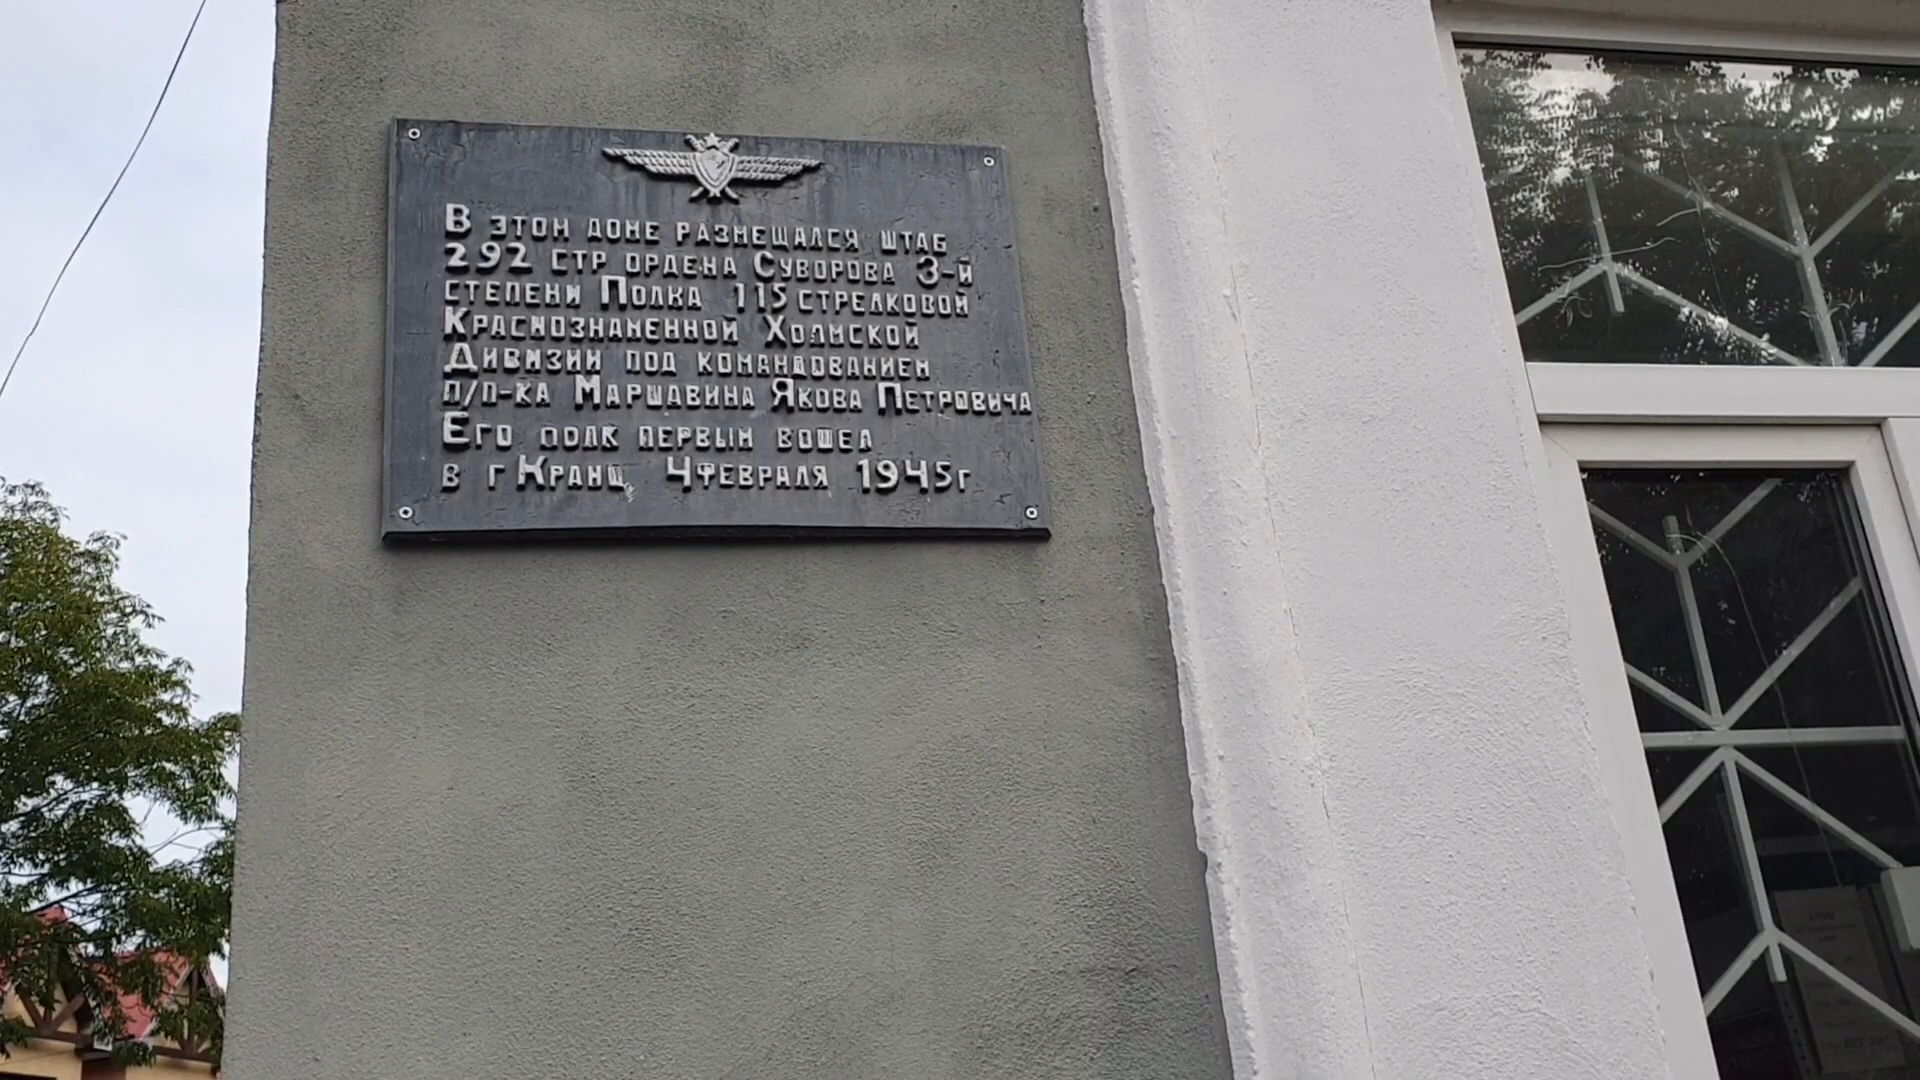 В этом доме размещался штаб
292 стр ордена Суворова 3-й
степени Полка 115 стрелковой
Краснознаменной Холмской
Дивизии под командованием
п/п-ка Маршавина Якова Петровича
Его полк первым вошел
в г Кранц 4 февраля 1945г